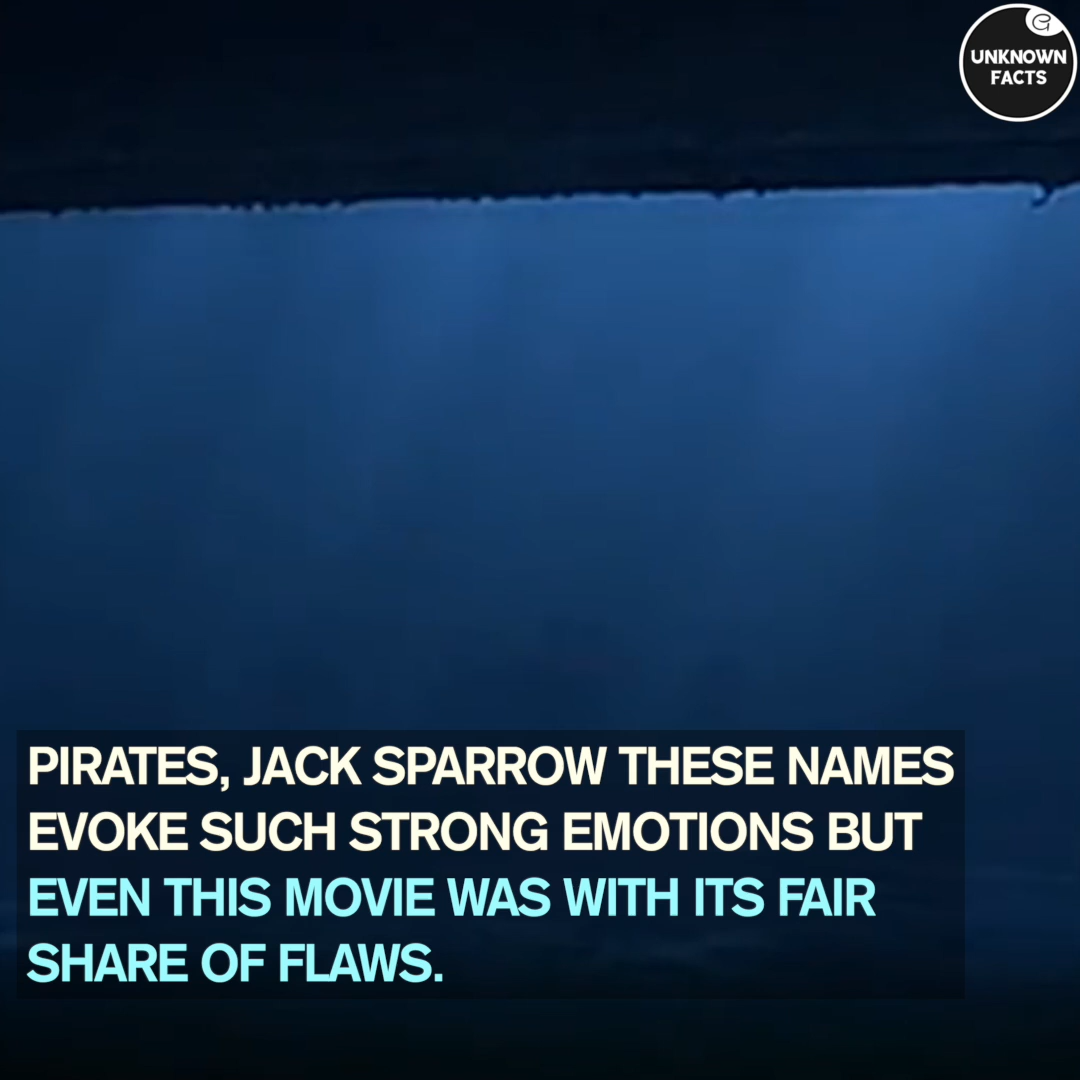 G
UNKNOWN
FACTS
PIRATES, JACK SPARROW THESE NAMES
EVOKE SUCH STRONG EMOTIONS BUT
EVEN THIS MOVIE WAS WITH ITS FAIR
SHARE OF FLAWS.